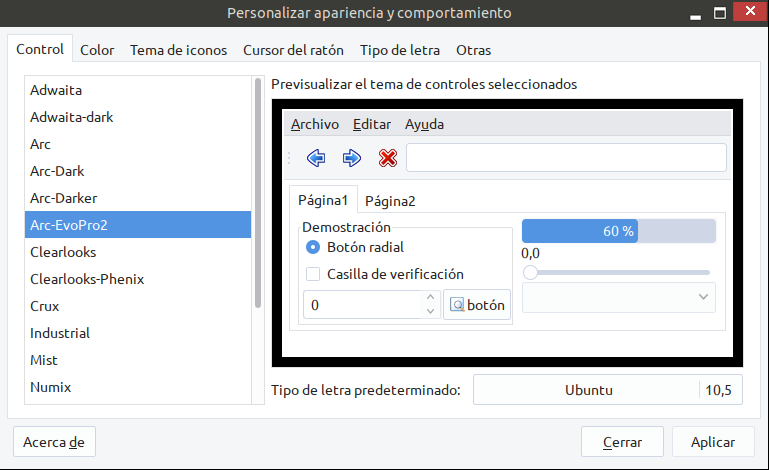 Personalizar apariencia y comportamiento
Control Color Tema de iconos Cursor del ratón Tipo de letra Otras
Adwaita
Adwaita-dark
Arc
Arc-Dark
Arc-Darker
Arc-EvoPro2
Clearlooks
Clearlooks-Phenix
Crux
Industrial
Mist
Numix
Previsualizar el tema de controles seleccionados
Archivo Editar Ayuda
Página1 Página2
Demostración
Botón radial
Casilla de verificación
0
botón
60 %
0,0
Tipo de letra predeterminado: Ubuntu 10,5
Acerca de Cerrar Aplicar